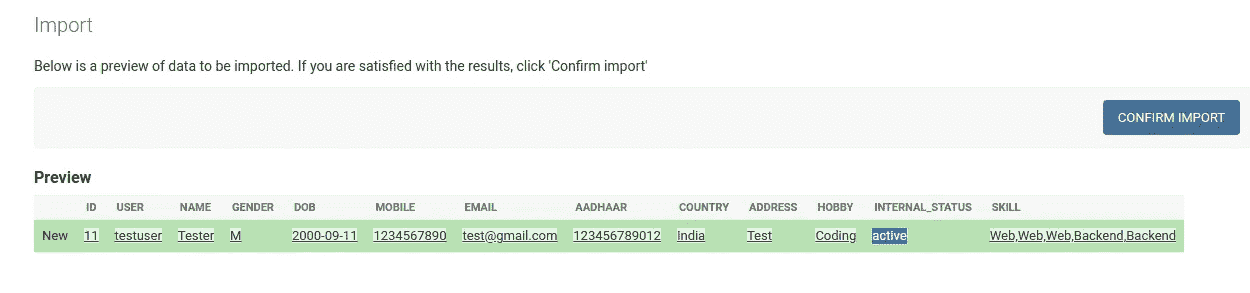 Import
Below is a preview of data to be imported. If you are satisfied with the results, click 'Confirm import'
CONFIRM IMPORT
Preview
ID USER NAME GENDER DOB MOBILE EMAIL AADHAAR COUNTRY ADDRESS HOBBY INTERNAL_STATUS SKILL
New 11 testuser Tester M 2000-09-11 1234567890 test@gmail.com 123456789012 India Test Coding active Web,Web,Web,Backend,Backend